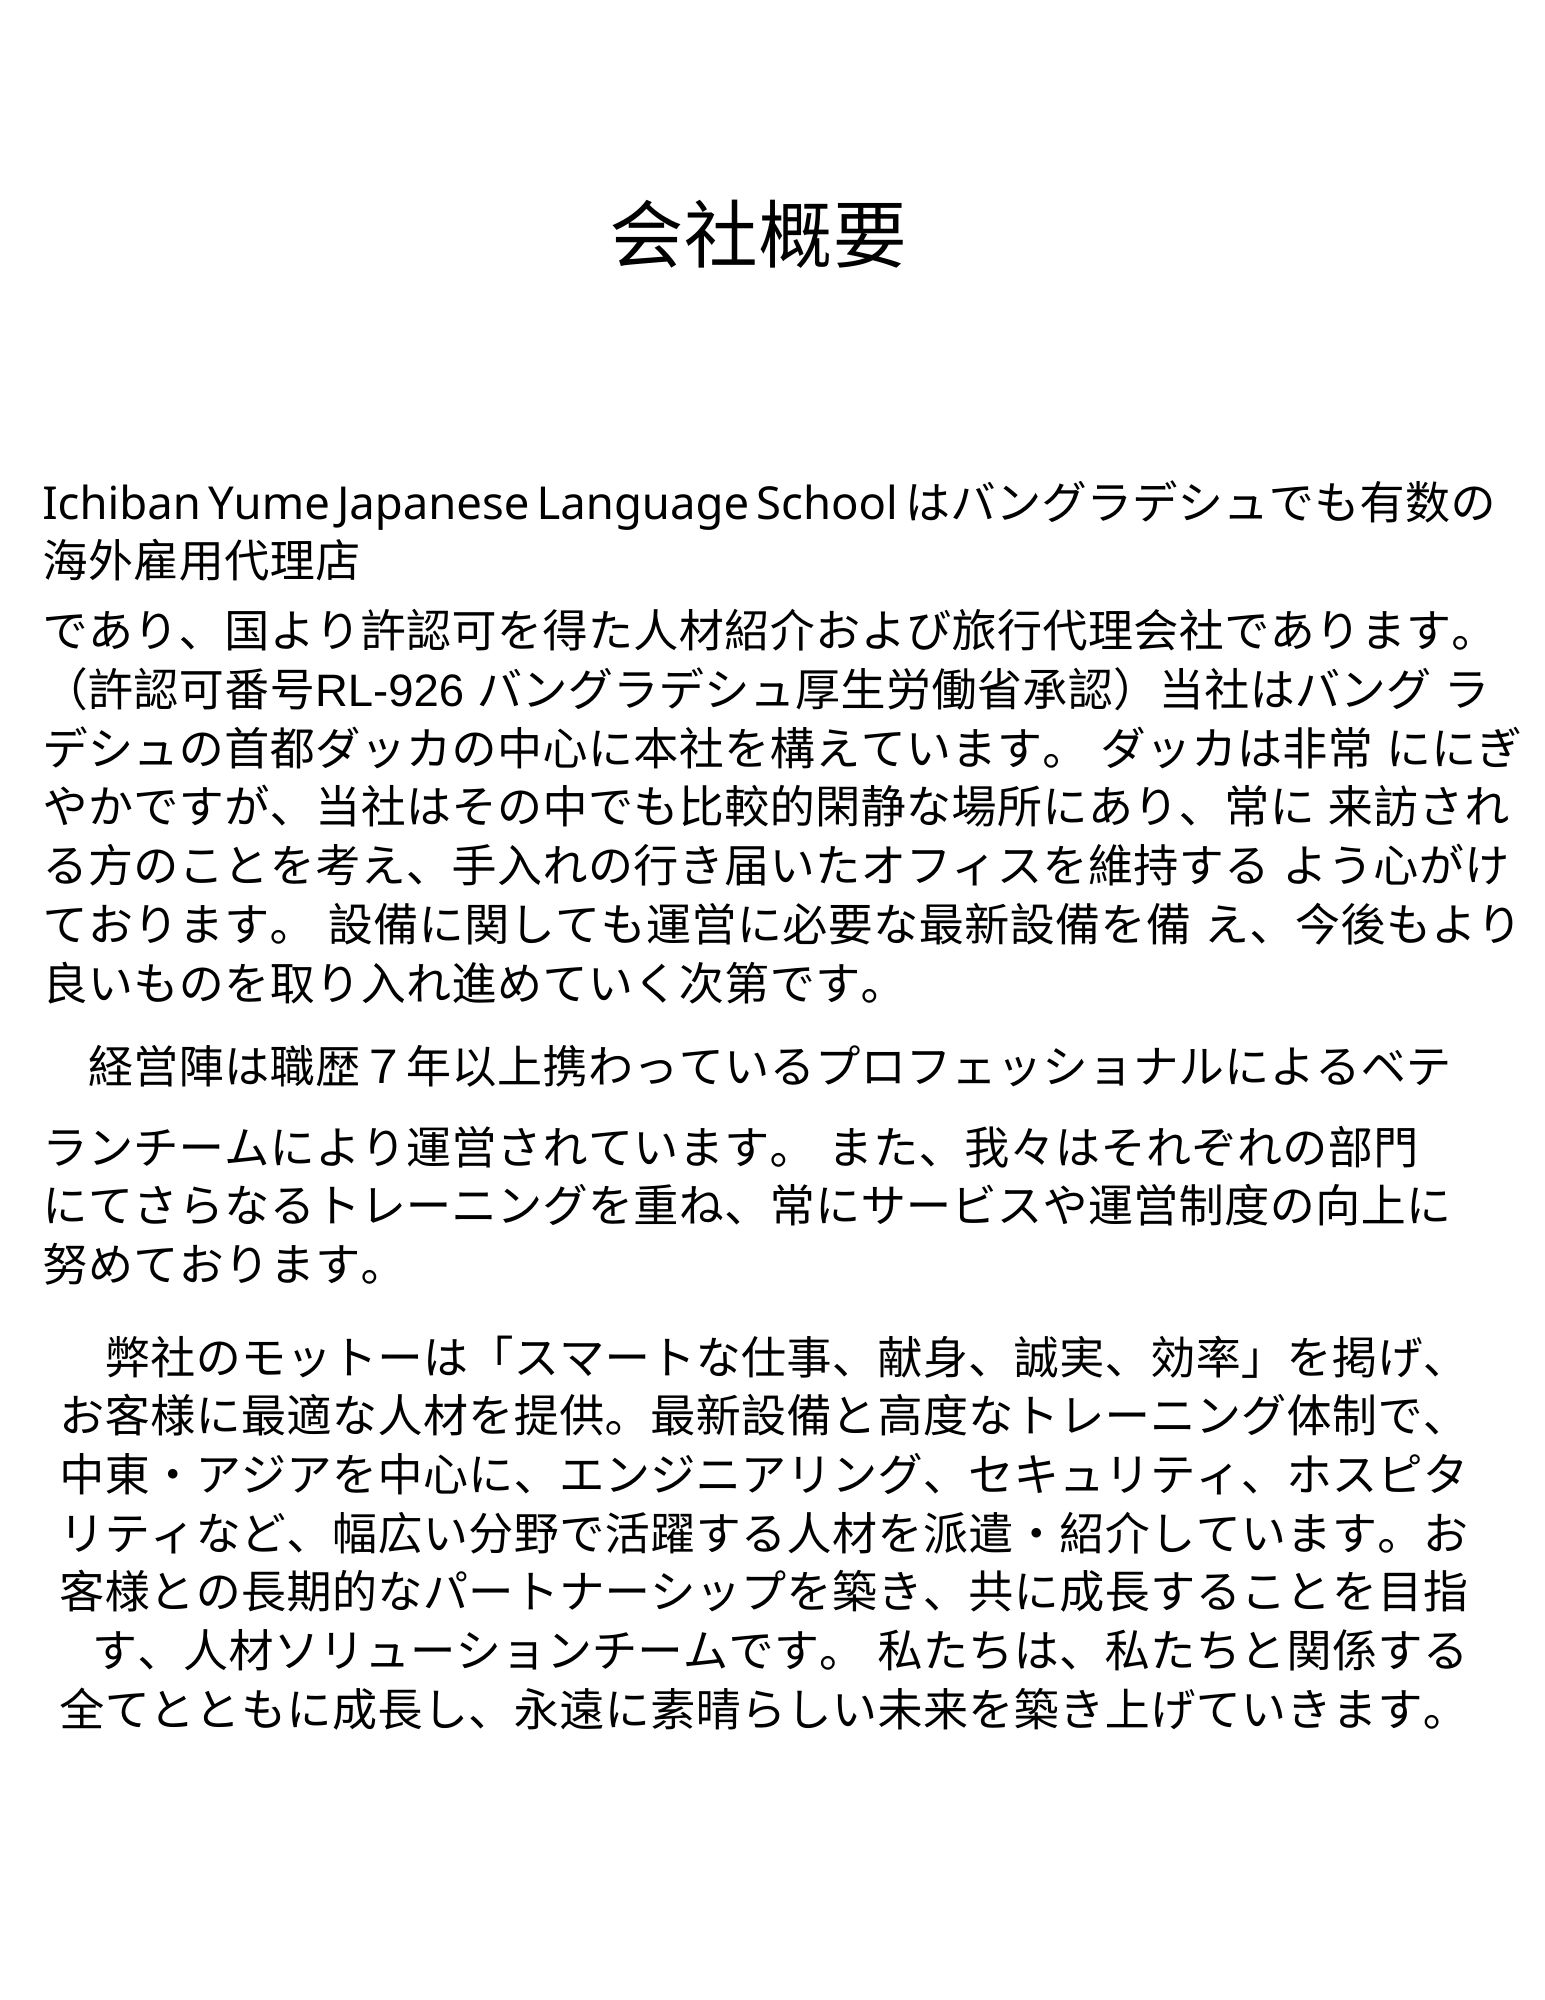 会社概要
Ichiban Yume Japanese Language School はバングラデシュでも有数の
海外雇用代理店
であり、国より許認可を得た人材紹介および旅行代理会社であります。
（許認可番号RL-926 バングラデシュ厚生労働省承認）当社はバング ラ
デシュの首都ダッカの中心に本社を構えています。 ダッカは非常 ににぎ
やかですが、当社はその中でも比較的閑静な場所にあり、常に 来訪され
る方のことを考え、手入れの行き届いたオフィスを維持する よう心がけ
ております。 設備に関しても運営に必要な最新設備を備 え、今後もより
良いものを取り入れ進めていく次第です。
経営陣は職歴７年以上携わっているプロフェッショナルによるベテ
ランチームにより運営されています。 また、我々はそれぞれの部門
にてさらなるトレーニングを重ね、常にサービスや運営制度の向上に
努めております。
弊社のモットーは「スマートな仕事、献身、誠実、効率」を掲げ、
お客様に最適な人材を提供。最新設備と高度なトレーニング体制で、
中東・アジアを中心に、エンジニアリング、セキュリティ、ホスピタ
リティなど、幅広い分野で活躍する人材を派遣・紹介しています。お
客様との長期的なパートナーシップを築き、共に成長することを目指
す、人材ソリューションチームです。 私たちは、私たちと関係する
全てとともに成長し、永遠に素晴らしい未来を築き上げていきます。